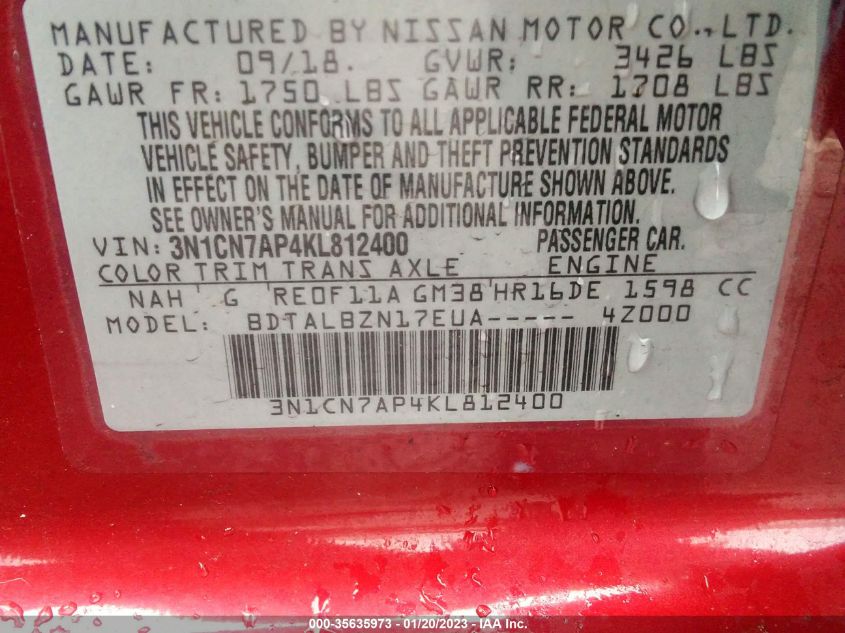 MANUFACTURED BY NISSAN MOTOR CO., LTD.
DATE: 09/18. GVWR: 3426 LBS
GAWR FR: 1750 LBS GAWR RR: 1708 LBS
THIS VEHICLE CONFORMS TO ALL APPLICABLE FEDERAL MOTOR
VEHICLE SAFETY, BUMPER AND THEFT PREVENTION STANDARDS
IN EFFECT ON THE DATE OF MANUFACTURE SHOWN ABOVE.
SEE OWNER'S MANUAL FOR ADDITIONAL INFORMATION.
VIN: 3N1CN7AP4KL812400 PASSENGER CAR.
COLOR TRIM TRANS AXLE ENGINE
NAH G RE0F11A GM38 HR16DE 1598 CC
MODEL: BDTALBZN17EUA----- 4Z000
3N1CN7AP4KL812400
000-35635973 - 01/20/2023 - IAAI.com